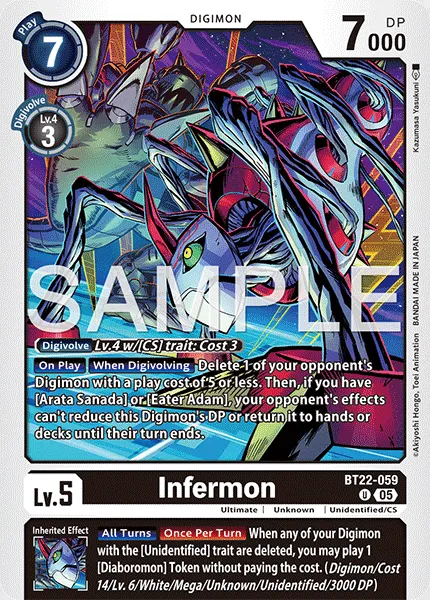 DIGIMON
Play
7
7000
DP
Digivolve
Lv.4
3
Kazumasa Yasukuni
SAMPLE
Digivolve Lv.4 w/[CS] trait: Cost 3
On Play When Digivolving Delete 1 of your opponent's
Digimon with a play cost of 5 or less. Then, if you have
[Arata Sanada] or [Eater Adam], your opponent's effects
can't reduce this Digimon's DP or return it to hands or
decks until their turn ends.
©Akiyoshi Hongo, Toei Animation BANDAI MADE IN JAPAN
Lv.5
Infermon
BT22-059
U 05
Ultimate | Unknown | Unidentified/CS
Inherited Effect
All Turns Once Per Turn When any of your Digimon
with the [Unidentified] trait are deleted, you may play 1
[Diaboromon] Token without paying the cost. (Digimon/Cost
14/Lv. 6/White/Mega/Unknown/Unidentified/3000 DP)